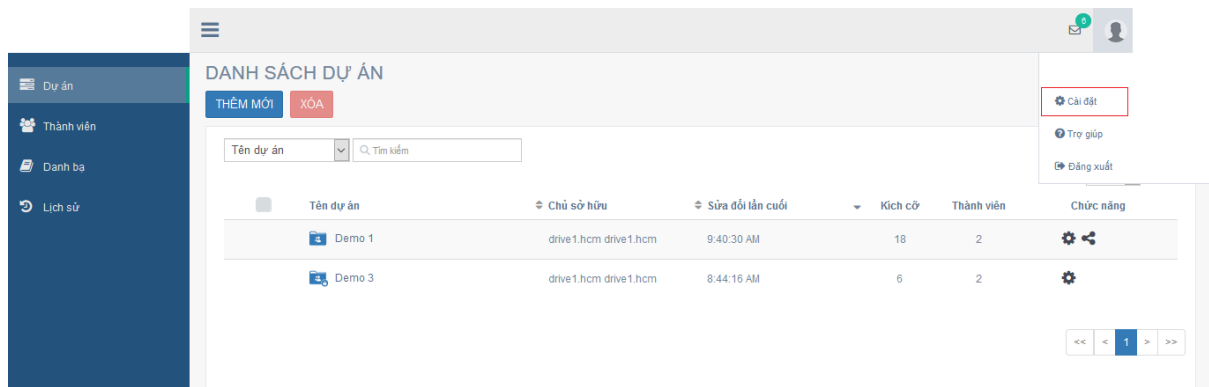 6
Dự án
Thành viên
Danh bạ
Lịch sử
DANH SÁCH DỰ ÁN
THÊM MỚI XÓA
Cài đặt
Trợ giúp
Đăng xuất
Tên dự án Tìm kiếm
Tên dự án Chủ sở hữu Sửa đổi lần cuối Kích cỡ Thành viên Chức năng
Demo 1 drive1.hcm drive1.hcm 9:40:30 AM 18 2
Demo 3 drive1.hcm drive1.hcm 8:44:16 AM 6 2
<< < 1 > >>